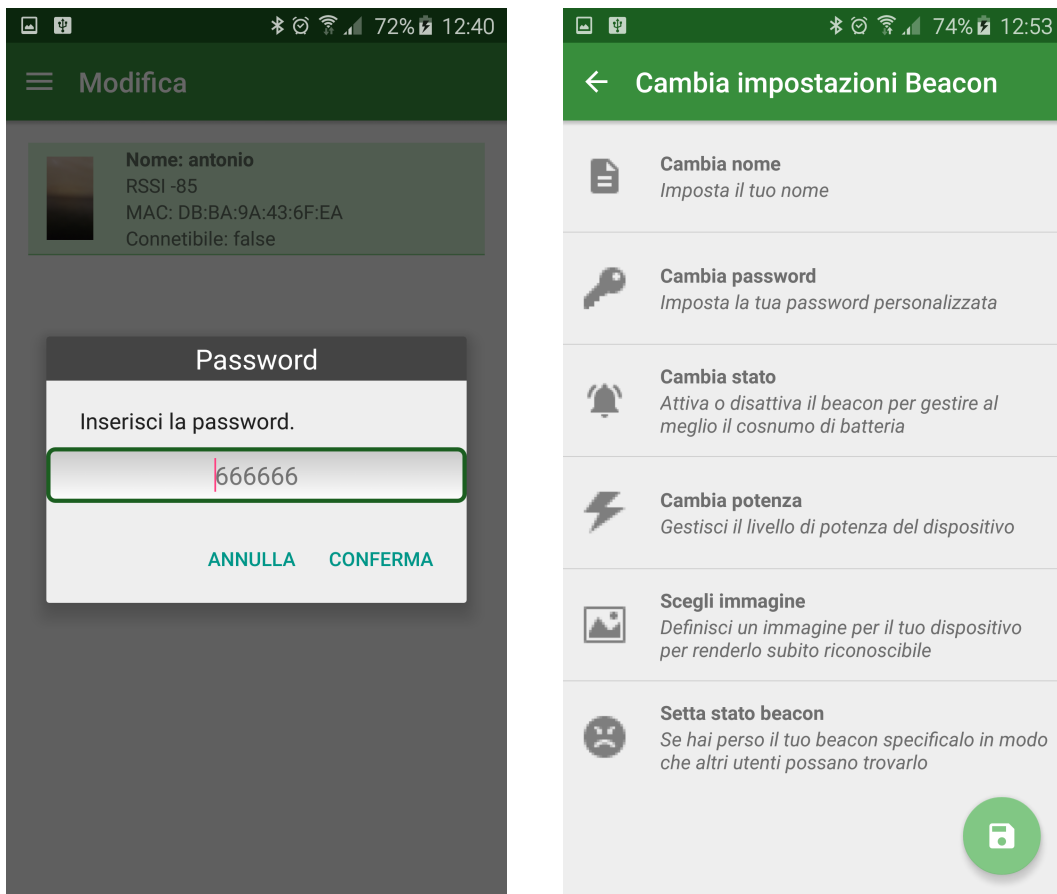 72% 12:40
Modifica
Nome: antonio
RSSI -85
MAC: DB:BA:9A:43:6F:EA
Connetibile: false
Password
Inserisci la password.
666666
ANNULLA CONFERMA
74% 12:53
Cambia impostazioni Beacon
Cambia nome
Imposta il tuo nome
Cambia password
Imposta la tua password personalizzata
Cambia stato
Attiva o disattiva il beacon per gestire al
meglio il cosnumo di batteria
Cambia potenza
Gestisci il livello di potenza del dispositivo
Scegli immagine
Definisci un immagine per il tuo dispositivo
per renderlo subito riconoscibile
Setta stato beacon
Se hai perso il tuo beacon specificalo in modo
che altri utenti possano trovarlo